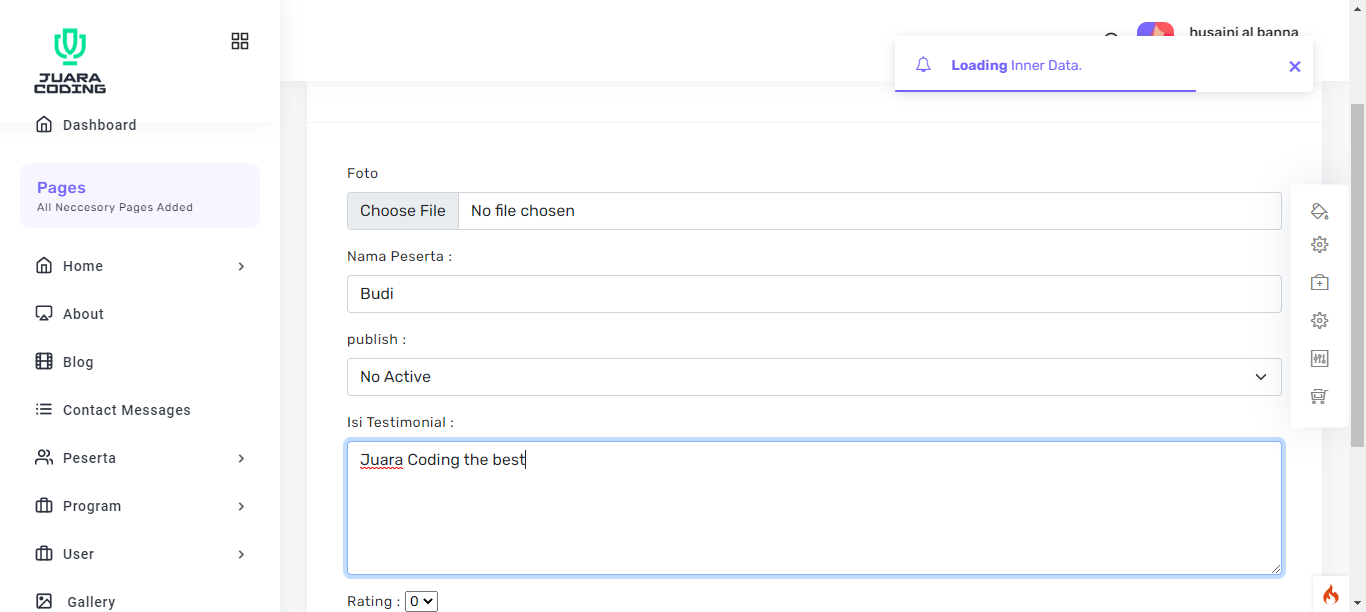 JUARA
CODING
husaini al banna
Loading Inner Data.
Dashboard
Pages
All Neccesory Pages Added
Home
About
Blog
Contact Messages
Peserta
Program
User
Gallery
Foto
Choose File No file chosen
Nama Peserta :
Budi
publish :
No Active
Isi Testimonial :
Juara Coding the best
Rating : 0